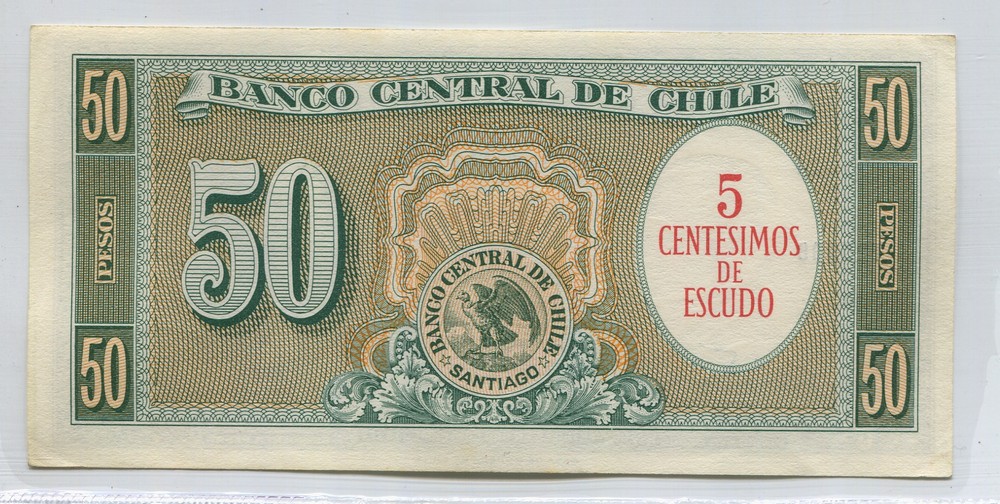 BANCO CENTRAL DE CHILE
50
50
50
5
CENTESIMOS
DE
ESCUDO
PESOS
PESOS
BANCO CENTRAL DE CHILE
SANTIAGO
50
50